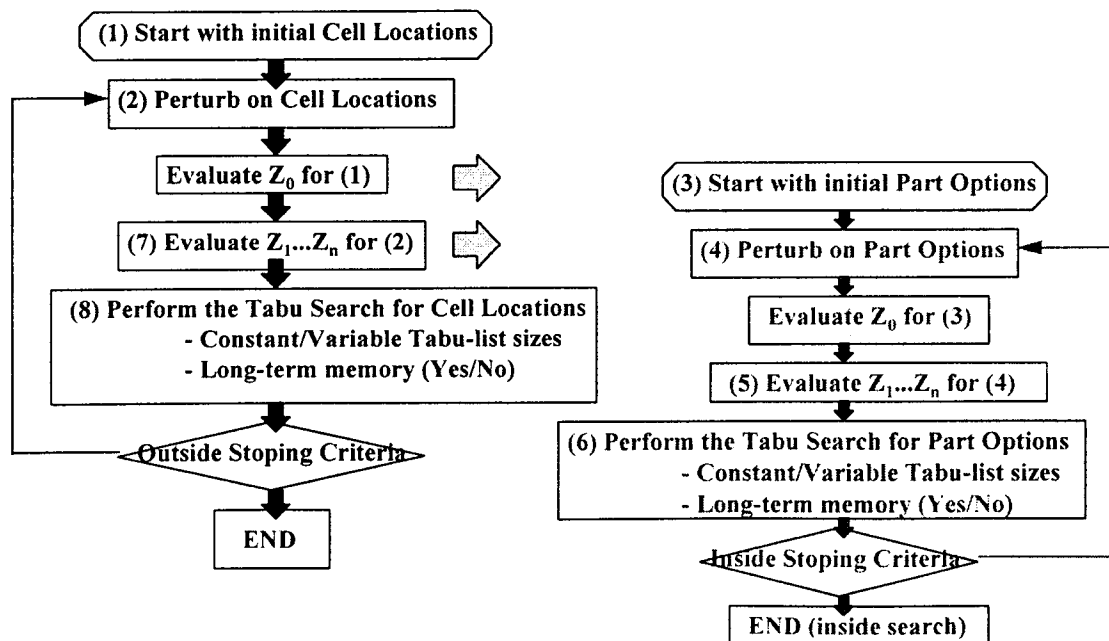 (1) Start with initial Cell Locations
(2) Perturb on Cell Locations
Evaluate Z₀ for (1)
(7) Evaluate Z₁...Zₙ for (2)
(8) Perform the Tabu Search for Cell Locations
- Constant/Variable Tabu-list sizes
- Long-term memory (Yes/No)
Outside Stoping Criteria
END
(3) Start with initial Part Options
(4) Perturb on Part Options
Evaluate Z₀ for (3)
(5) Evaluate Z₁...Zₙ for (4)
(6) Perform the Tabu Search for Part Options
- Constant/Variable Tabu-list sizes
- Long-term memory (Yes/No)
Inside Stoping Criteria
END (inside search)